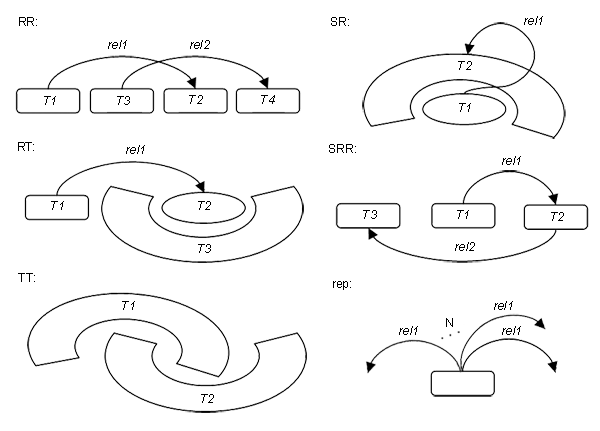 RR:
rel1
rel2
T1
T3
T2
T4
SR:
rel1
T2
T1
RT:
rel1
T1
T2
T3
SRR:
rel1
T3
T1
T2
rel2
TT:
T1
T2
rep:
N
rel1
rel1
rel1